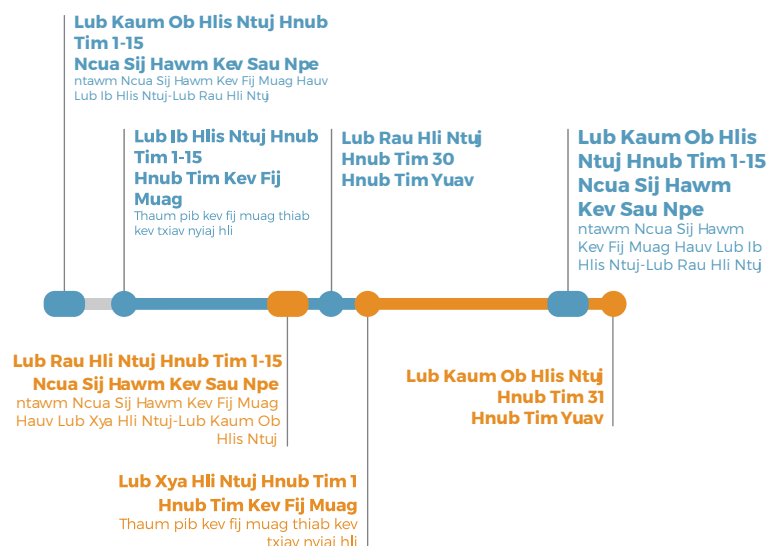 Lub Kaum Ob Hlis Ntuj Hnub
Tim 1-15
Ncua Sij Hawm Kev Sau Npe
ntawm Ncua Sij Hawm Kev Fij Muag Hauv
Lub Ib Hlis Ntuj-Lub Rau Hli Ntuj
Lub Ib Hlis Ntuj Hnub
Tim 1-15
Hnub Tim Kev Fij
Muag
Thaum pib kev fij muag thiab
kev txiav nyiaj hli
Lub Rau Hli Ntuj
Hnub Tim 30
Hnub Tim Yuav
Lub Kaum Ob Hlis
Ntuj Hnub Tim 1-15
Ncua Sij Hawm
Kev Sau Npe
ntawm Ncua Sij Hawm
Kev Fij Muag Hauv Lub Ib
Hlis Ntuj-Lub Rau Hli Ntuj
Lub Rau Hli Ntuj Hnub Tim 1-15
Ncua Sij Hawm Kev Sau Npe
ntawm Ncua Sij Hawm Kev Fij Muag
Hauv Lub Xya Hli Ntuj-Lub Kaum Ob
Hlis Ntuj
Lub Kaum Ob Hlis Ntuj
Hnub Tim 31
Hnub Tim Yuav
Lub Xya Hli Ntuj Hnub Tim 1
Hnub Tim Kev Fij Muag
Thaum pib kev fij muag thiab kev
txiav nyiaj hli